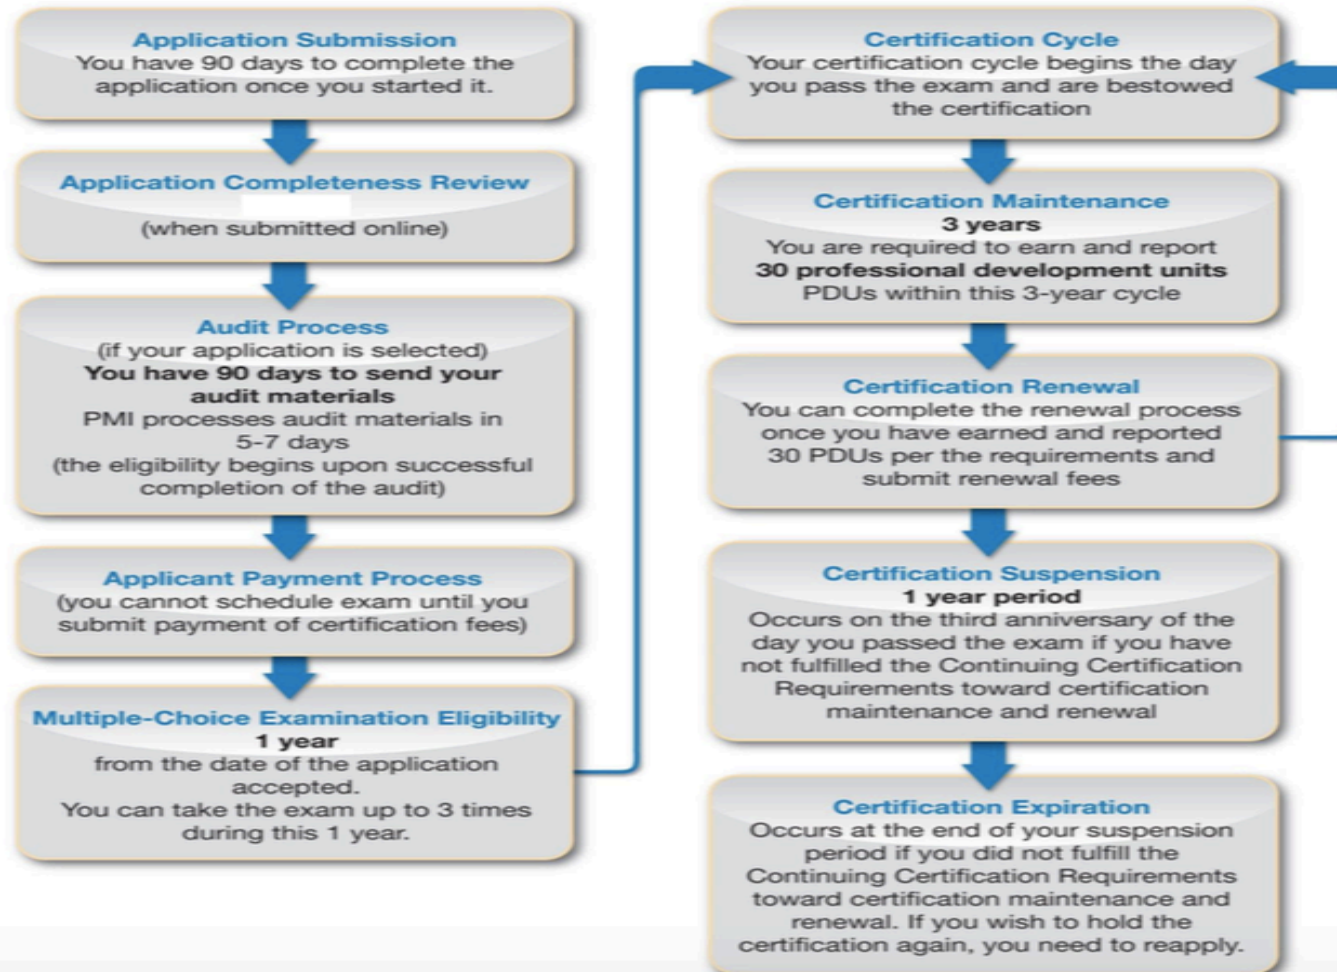 Application Submission
You have 90 days to complete the
application once you started it.
Application Completeness Review
(when submitted online)
Audit Process
(if your application is selected)
You have 90 days to send your
audit materials
PMI processes audit materials in
5-7 days
(the eligibility begins upon successful
completion of the audit)
Applicant Payment Process
(you cannot schedule exam until you
submit payment of certification fees)
Multiple-Choice Examination Eligibility
1 year
from the date of the application
accepted.
You can take the exam up to 3 times
during this 1 year.
Certification Cycle
Your certification cycle begins the day
you pass the exam and are bestowed
the certification
Certification Maintenance
3 years
You are required to earn and report
30 professional development units
PDUs within this 3-year cycle
Certification Renewal
You can complete the renewal process
once you have earned and reported
30 PDUs per the requirements and
submit renewal fees
Certification Suspension
1 year period
Occurs on the third anniversary of the
day you passed the exam if you have
not fulfilled the Continuing Certification
Requirements toward certification
maintenance and renewal
Certification Expiration
Occurs at the end of your suspension
period if you did not fulfill the
Continuing Certification Requirements
toward certification maintenance and
renewal. If you wish to hold the
certification again, you need to reapply.